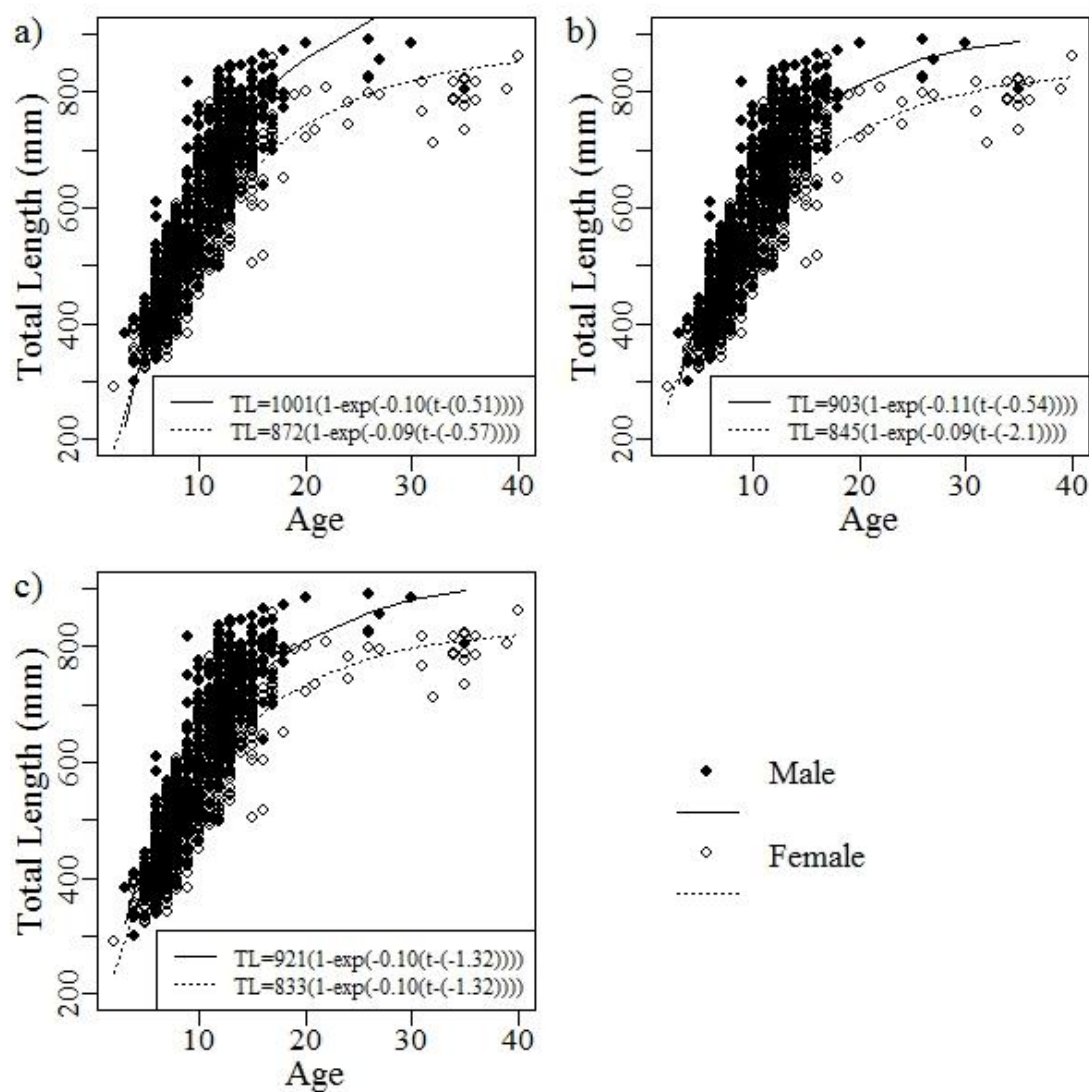 a)
Total Length (mm)
200
400
600
800
TL=1001(1-exp(-0.10(t-(0.51))))
TL=872(1-exp(-0.09(t-(-0.57))))
10
20
30
40
Age
b)
Total Length (mm)
200
400
600
800
TL=903(1-exp(-0.11(t-(-0.54))))
TL=845(1-exp(-0.09(t-(-2.1))))
10
20
30
40
Age
c)
Total Length (mm)
200
400
600
800
TL=921(1-exp(-0.10(t-(-1.32))))
TL=833(1-exp(-0.10(t-(-1.32))))
10
20
30
40
Age
Male
Female